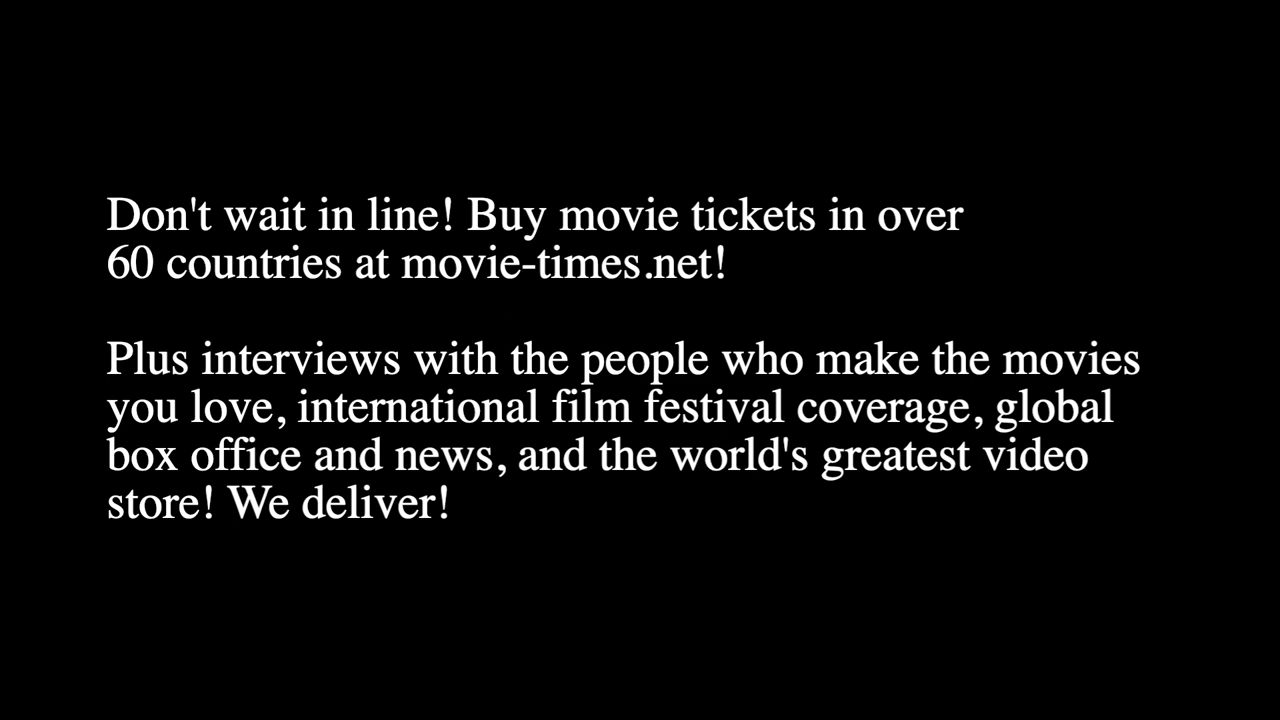 Don't wait in line! Buy movie tickets in over
60 countries at movie-times.net!
Plus interviews with the people who make the movies
you love, international film festival coverage, global
box office and news, and the world's greatest video
store! We deliver!